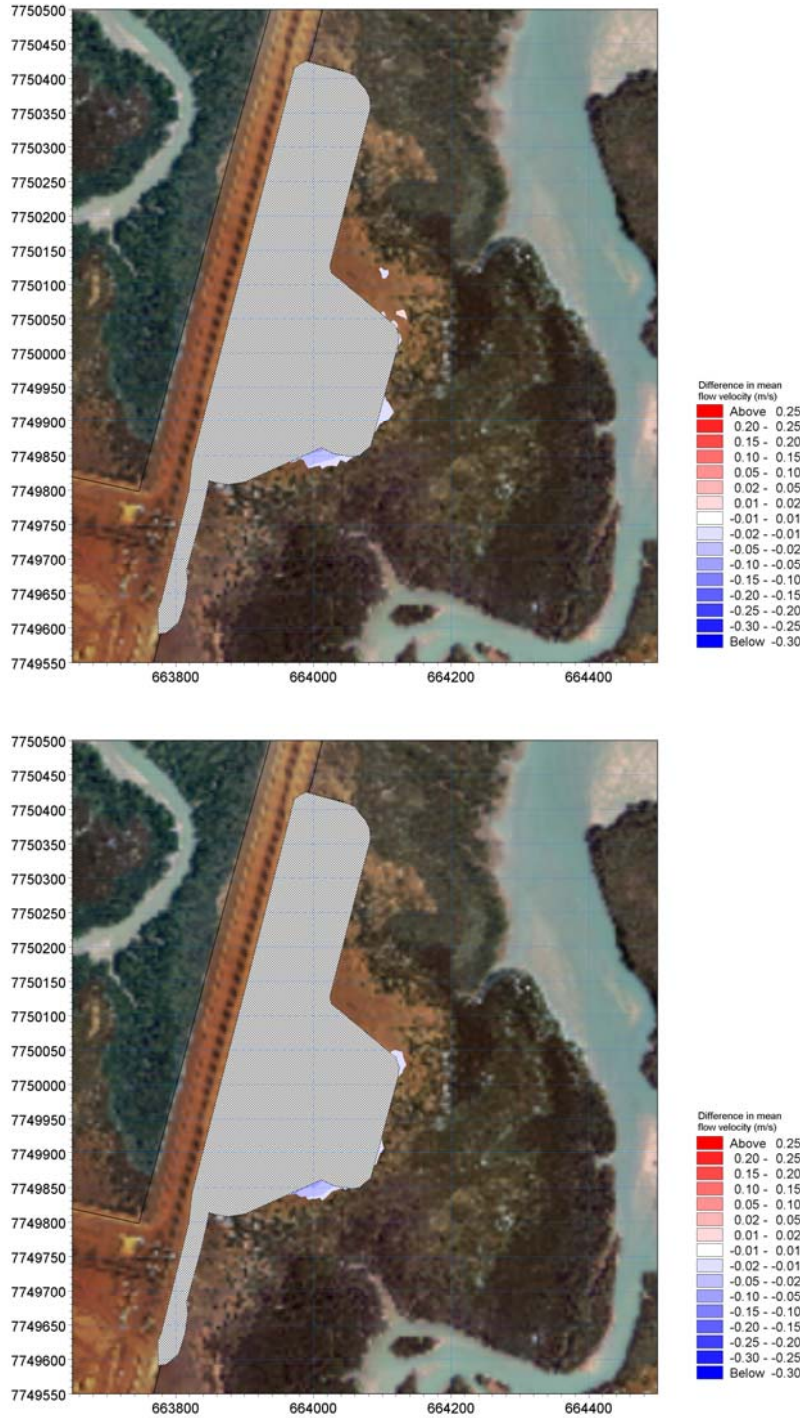 7750500
7750450
7750400
7750350
7750300
7750250
7750200
7750150
7750100
7750050
7750000
7749950
7749900
7749850
7749800
7749750
7749700
7749650
7749600
7749550
663800 664000 664200 664400
Difference in mean
flow velocity (m/s)
Above 0.25
0.20 - 0.25
0.15 - 0.20
0.10 - 0.15
0.05 - 0.10
0.02 - 0.05
0.01 - 0.02
-0.01 - 0.01
-0.02 - -0.01
-0.05 - -0.02
-0.10 - -0.05
-0.15 - -0.10
-0.20 - -0.15
-0.25 - -0.20
-0.30 - -0.25
Below -0.30
7750500
7750450
7750400
7750350
7750300
7750250
7750200
7750150
7750100
7750050
7750000
7749950
7749900
7749850
7749800
7749750
7749700
7749650
7749600
7749550
663800 664000 664200 664400
Difference in mean
flow velocity (m/s)
Above 0.25
0.20 - 0.25
0.15 - 0.20
0.10 - 0.15
0.05 - 0.10
0.02 - 0.05
0.01 - 0.02
-0.01 - 0.01
-0.02 - -0.01
-0.05 - -0.02
-0.10 - -0.05
-0.15 - -0.10
-0.20 - -0.15
-0.25 - -0.20
-0.30 - -0.25
Below -0.30